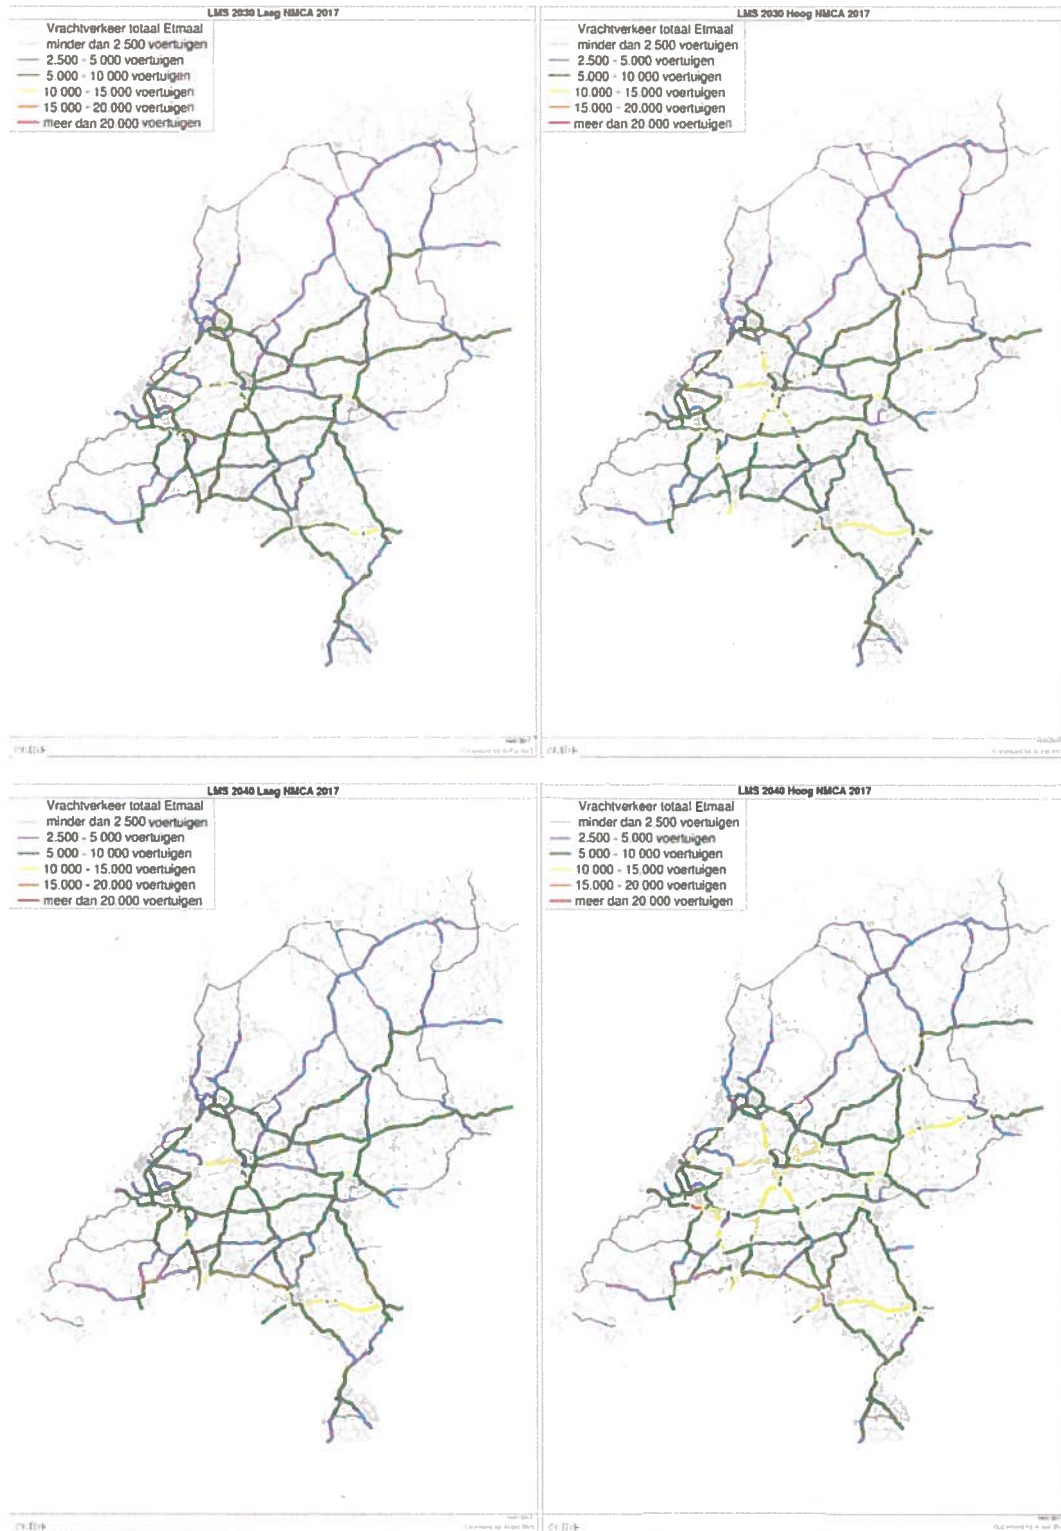 LMS 2030 Laag NMCA 2017
Vrachtverkeer totaal Etmaal
minder dan 2 500 voertuigen
2.500 - 5 000 voertuigen
5 000 - 10 000 voertuigen
10 000 - 15 000 voertuigen
15 000 - 20 000 voertuigen
meer dan 20 000 voertuigen
LMS 2030 Hoog NMCA 2017
Vrachtverkeer totaal Etmaal
minder dan 2 500 voertuigen
2.500 - 5.000 voertuigen
5.000 - 10 000 voertuigen
10 000 - 15 000 voertuigen
15 000 - 20.000 voertuigen
meer dan 20 000 voertuigen
LMS 2040 Laag NMCA 2017
Vrachtverkeer totaal Etmaal
minder dan 2 500 voertuigen
2.500 - 5 000 voertuigen
5 000 - 10 000 voertuigen
10 000 - 15.000 voertuigen
15.000 - 20.000 voertuigen
meer dan 20 000 voertuigen
LMS 2040 Hoog NMCA 2017
Vrachtverkeer totaal Etmaal
minder dan 2 500 voertuigen
2.500 - 5.000 voertuigen
5 000 - 10 000 voertuigen
10 000 - 15 000 voertuigen
15.000 - 20 000 voertuigen
meer dan 20 000 voertuigen